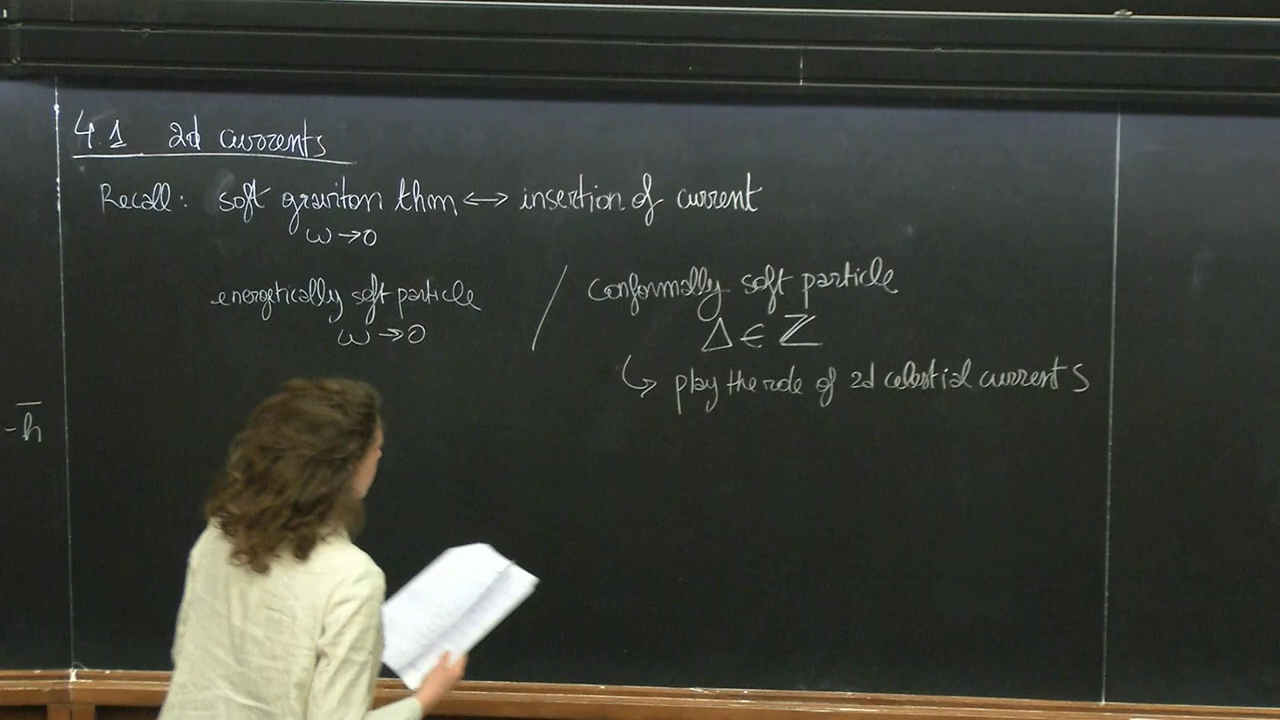 4.1 2d currents
Recall: soft graviton thm ↔ insertion of current
ω→0
energetically soft particle / conformally soft particle
ω→0 Δ∈ℤ
↳ play the role of 2d celestial currents
-h̄